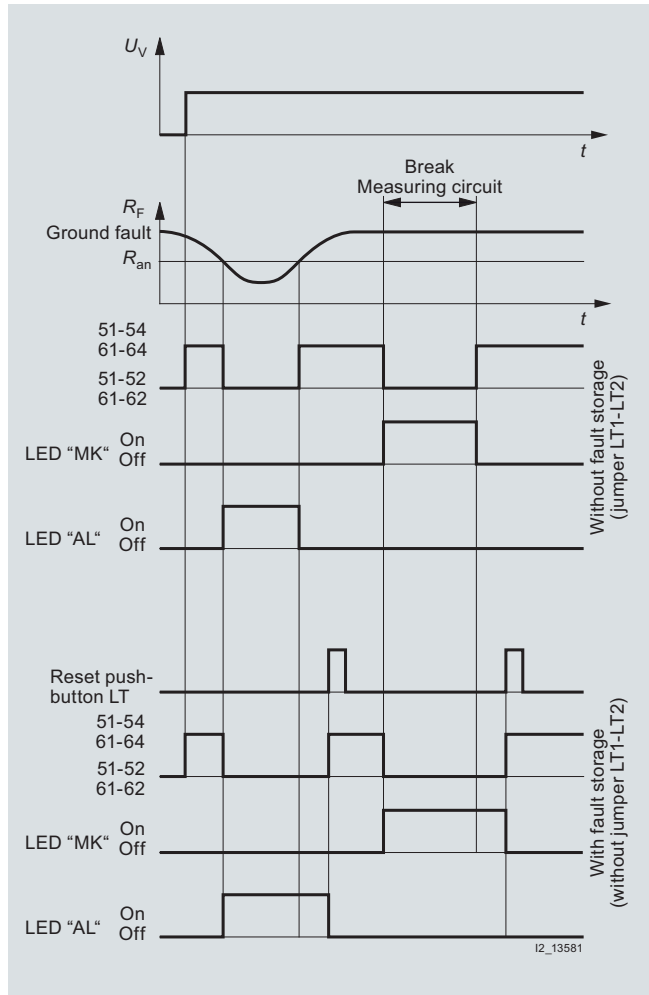 U_V
t
Break
Measuring circuit
R_F
Ground fault
R_an
t
51-54
61-64
51-52
61-62
LED “MK“ On
Off
LED “AL“ On
Off
Without fault storage
(jumper LT1-LT2)
Reset push-
button LT
51-54
61-64
51-52
61-62
LED “MK“ On
Off
LED “AL“ On
Off
With fault storage
(without jumper LT1-LT2)
I2_13581